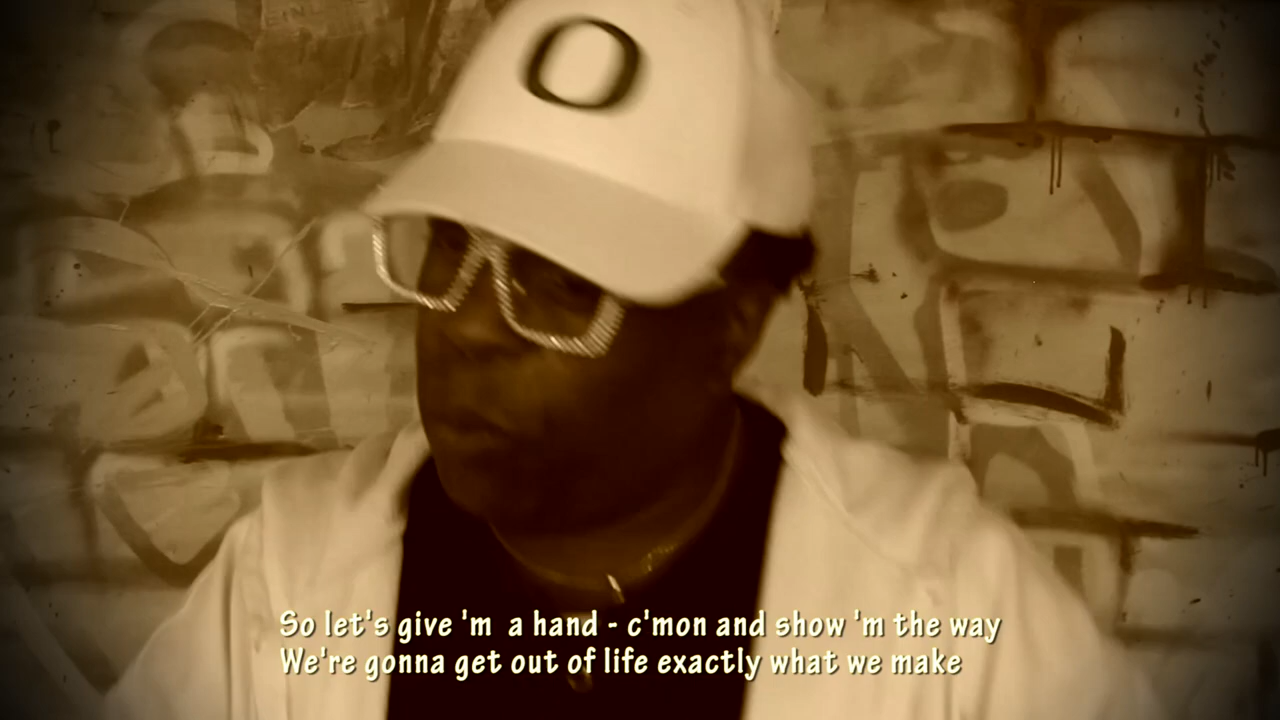 O
So let's give 'm a hand - c'mon and show 'm the way
We're gonna get out of life exactly what we make